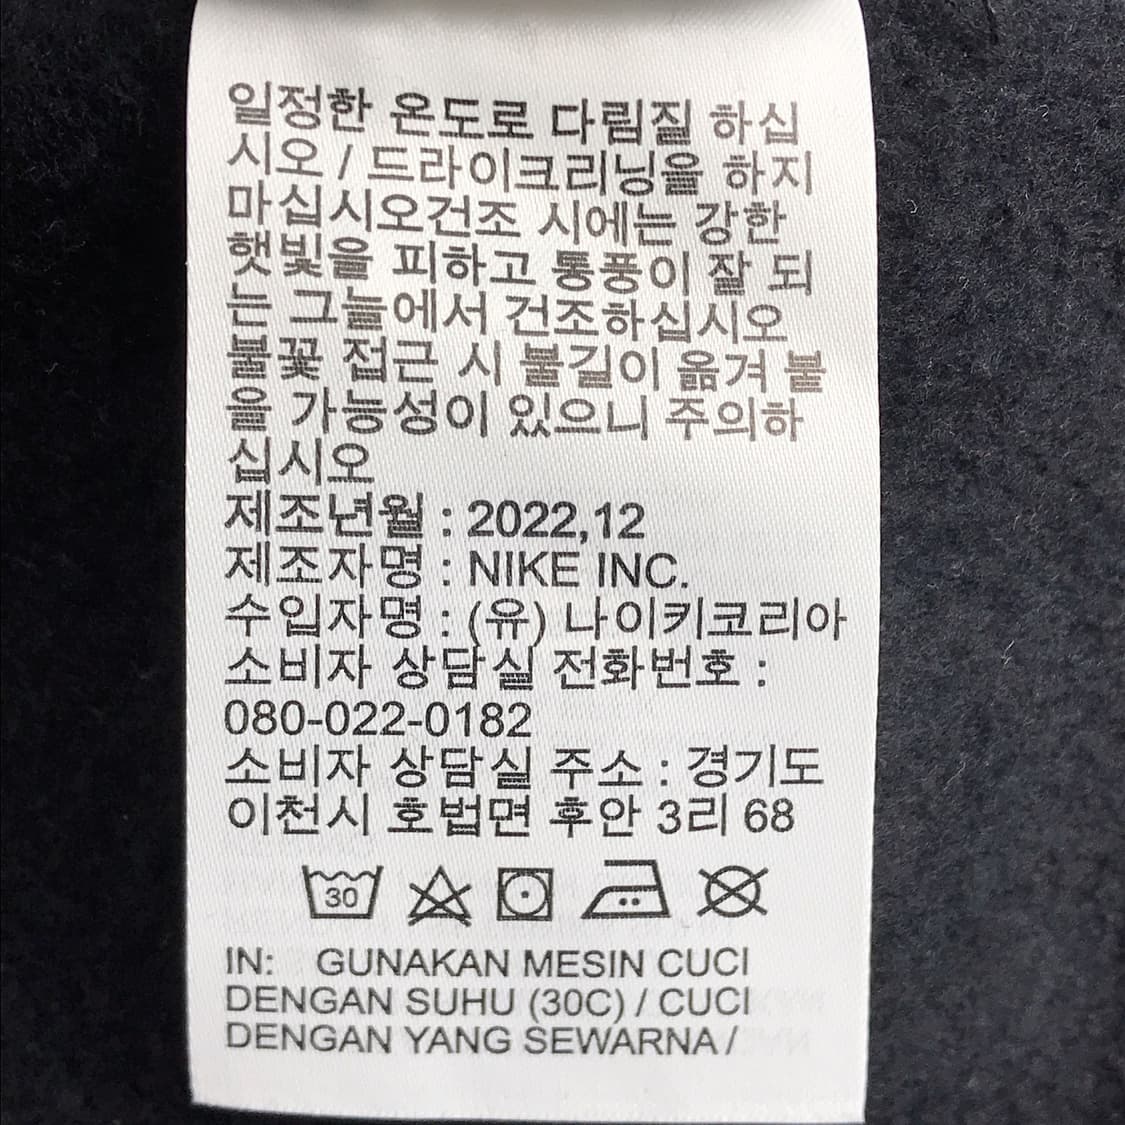 일정한 온도로 다림질 하십
시오 / 드라이크리닝을 하지
마십시오건조 시에는 강한
햇빛을 피하고 통풍이 잘 되
는 그늘에서 건조하십시오
불꽃 접근 시 불길이 옮겨 붙
을 가능성이 있으니 주의하
십시오
제조년월 : 2022,12
제조자명 : NIKE INC.
수입자명 : (유) 나이키코리아
소비자 상담실 전화번호 :
080-022-0182
소비자 상담실 주소 : 경기도
이천시 호법면 후안 3리 68
30
IN: GUNAKAN MESIN CUCI
DENGAN SUHU (30C) / CUCI
DENGAN YANG SEWARNA /